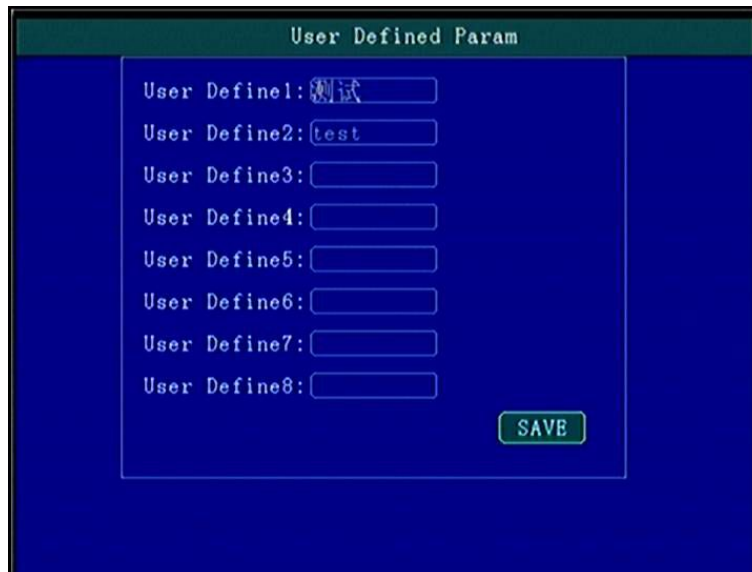 User Defined Param
User Define1: 测试
User Define2: test
User Define3:
User Define4:
User Define5:
User Define6:
User Define7:
User Define8:
SAVE